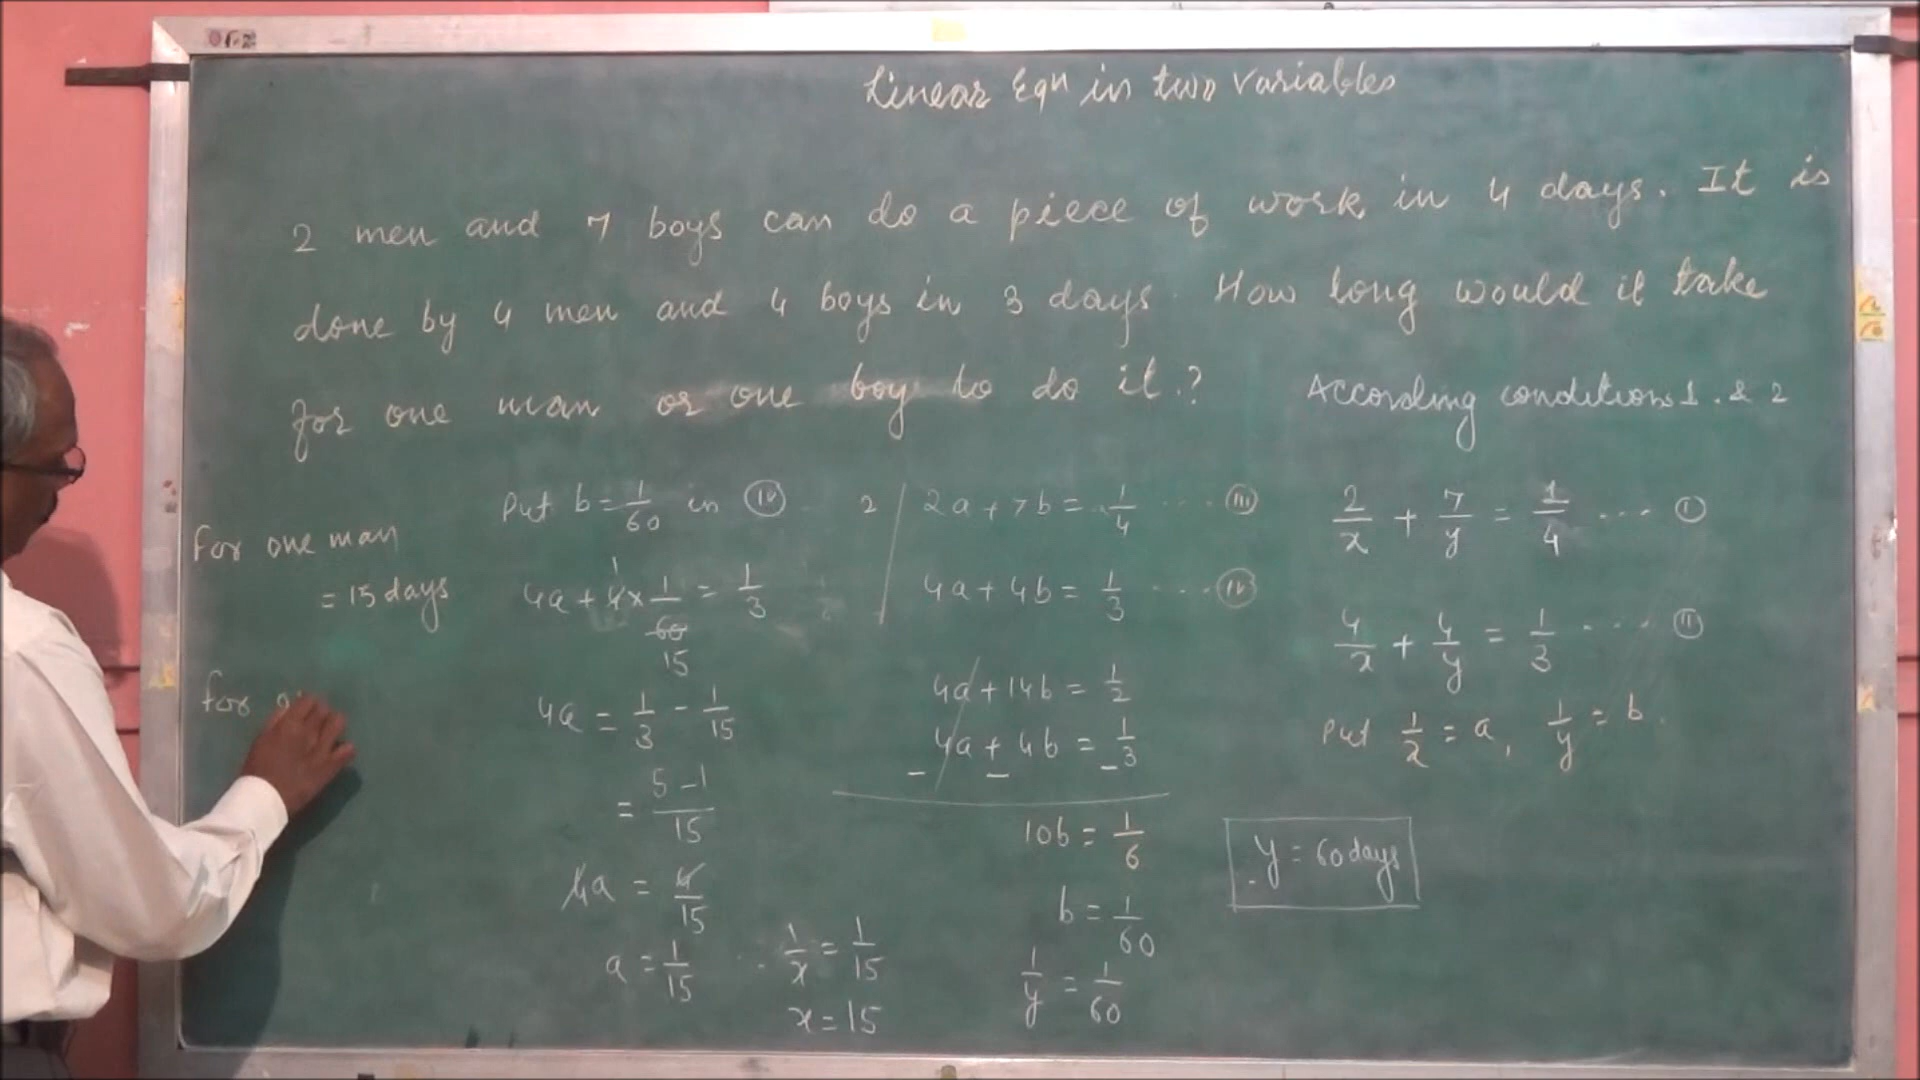 Linear Eqn in two variables
2 men and 7 boys can do a piece of work in 4 days. It is
done by 4 men and 4 boys in 3 days. How long would it take
for one man or one boy to do it.?
According conditions 1. & 2
2/x + 7/y = 1/4 .... (I)
4/x + 4/y = 1/3 .... (II)
Put 1/x = a, 1/y = b.
2 / 2a + 7b = 1/4 .... (III)
4a + 4b = 1/3 .... (IV)
4a + 14b = 1/2
4a + 4b = 1/3
- - -
10b = 1/6
b = 1/60
1/y = 1/60
y = 60 days
Put b = 1/60 in (IV)
4a + 4 x 1/60 = 1/3
1
15
4a = 1/3 - 1/15
= 5-1/15
4a = 4/15
a = 1/15 .. 1/x = 1/15
x = 15
For one man
= 15 days
For